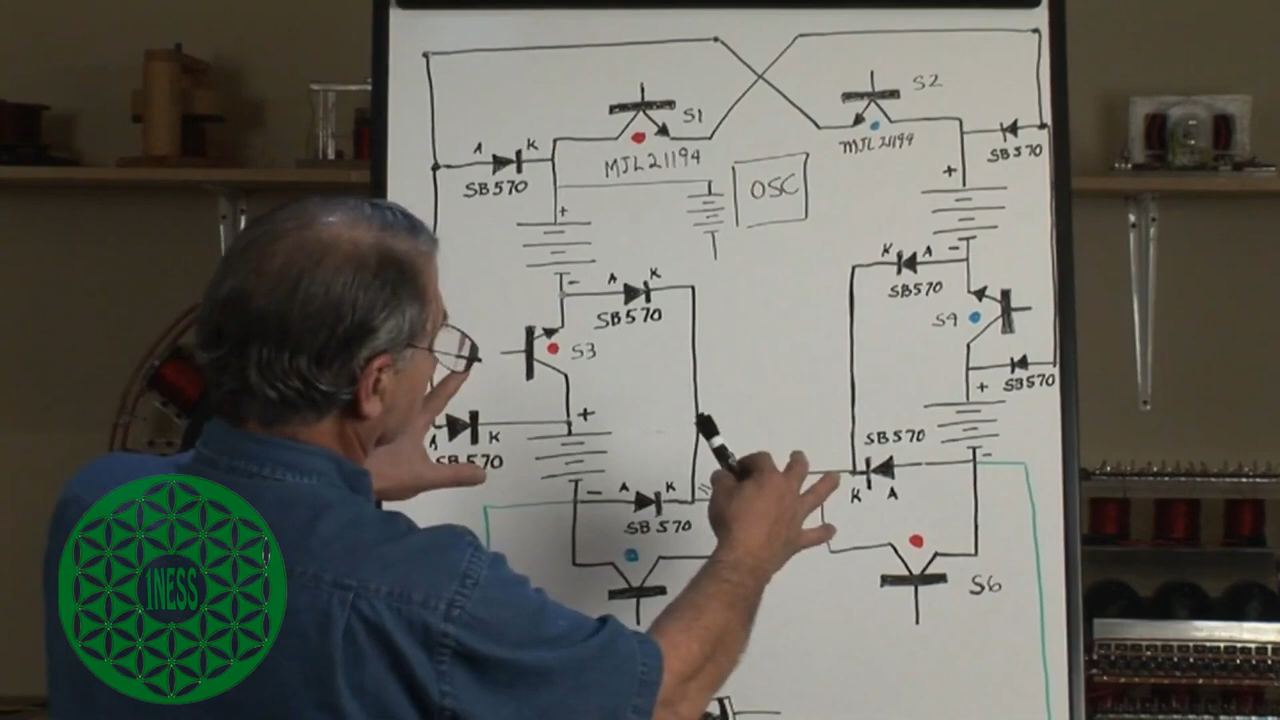 S2
S1
A K
MJL21194
MJL21194
SB570
SB570
OSC
+
+
-
-
K A
A K
SB570
SB570
S4
S3
SB570
+
+
SB570
A K
SB570
-
-
A K
K A
SB570
S6
1NESS